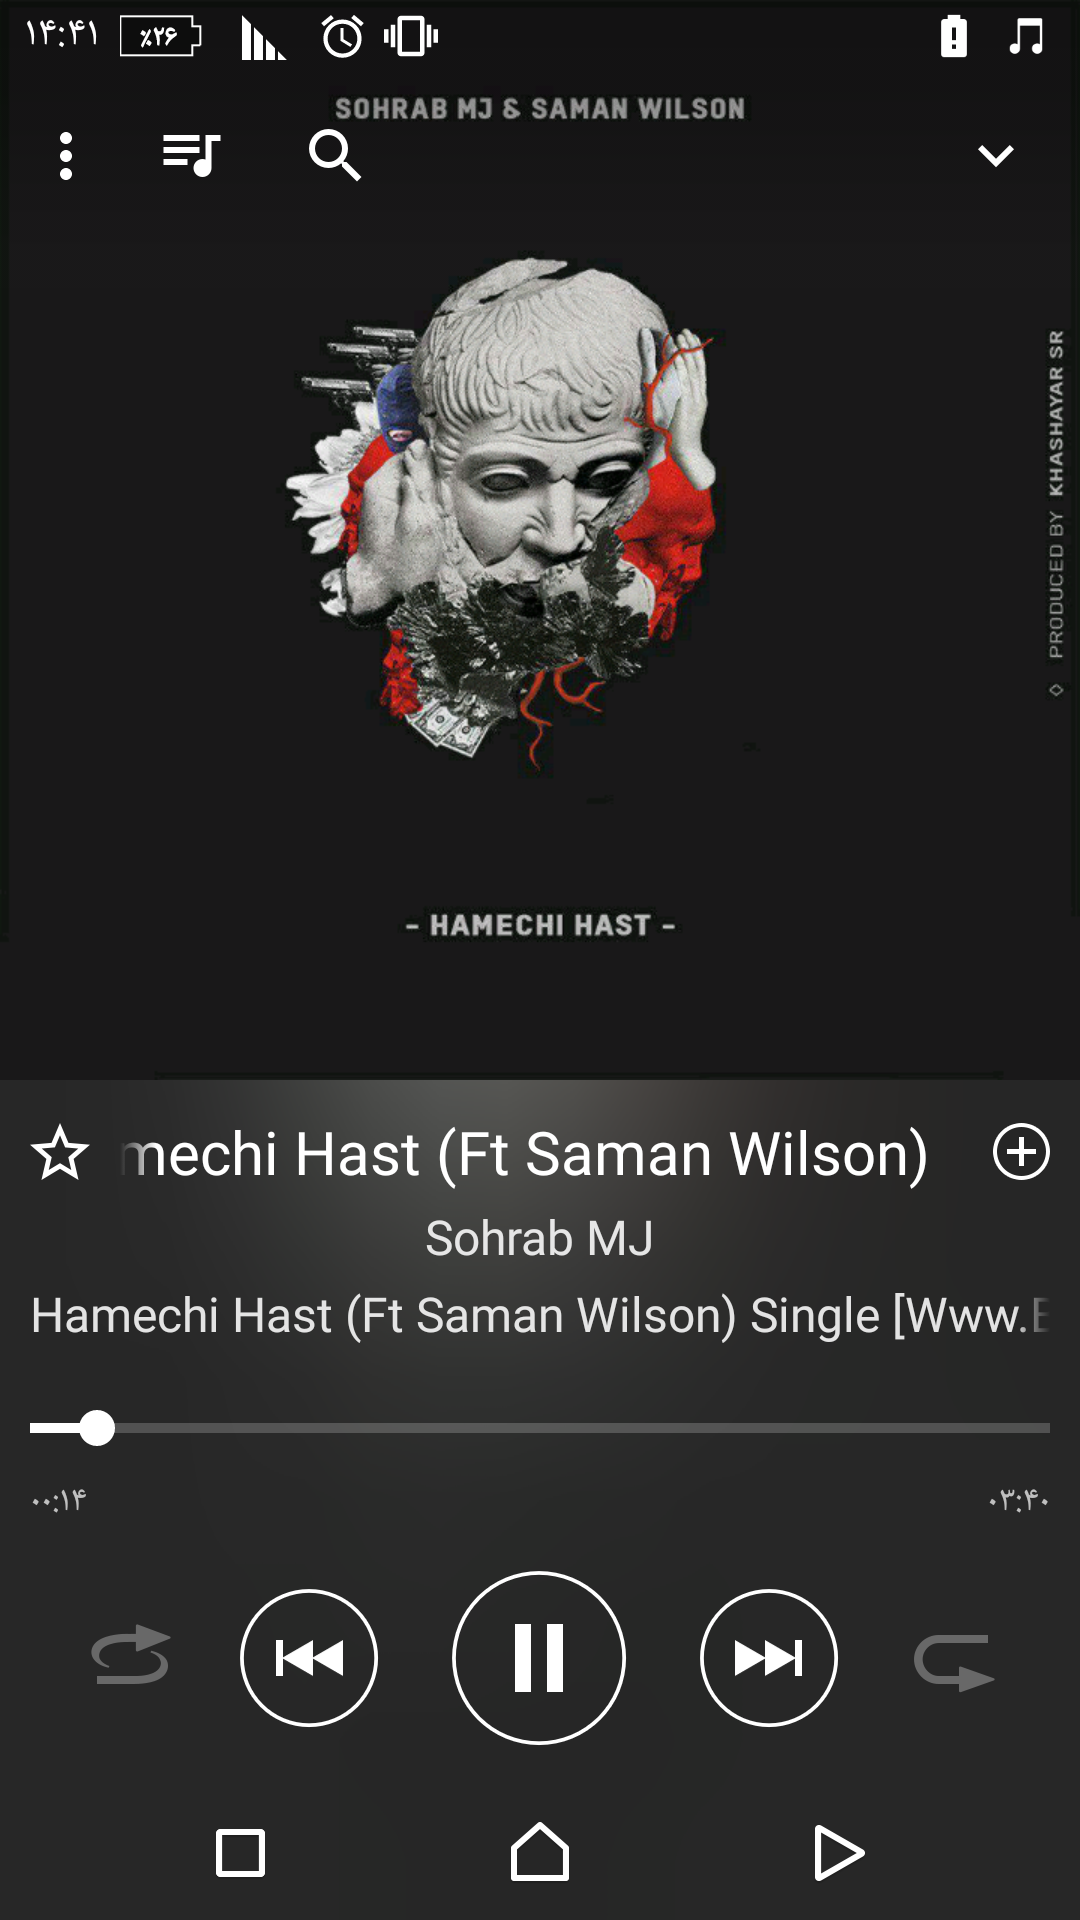 ۱۴:۴۱ ٪۲۶
SOHRAB MJ & SAMAN WILSON
◇ PRODUCED BY KHASHAYAR SR
- HAMECHI HAST -
mechi Hast (Ft Saman Wilson)
Sohrab MJ
Hamechi Hast (Ft Saman Wilson) Single [Www.E
۰۰:۱۴ ۰۳:۴۰